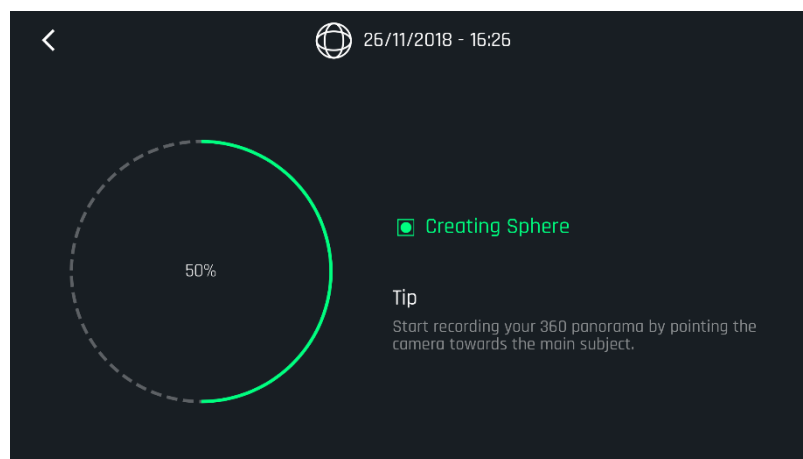 26/11/2018 - 16:26
50%
Creating Sphere
Tip
Start recording your 360 panorama by pointing the
camera towards the main subject.